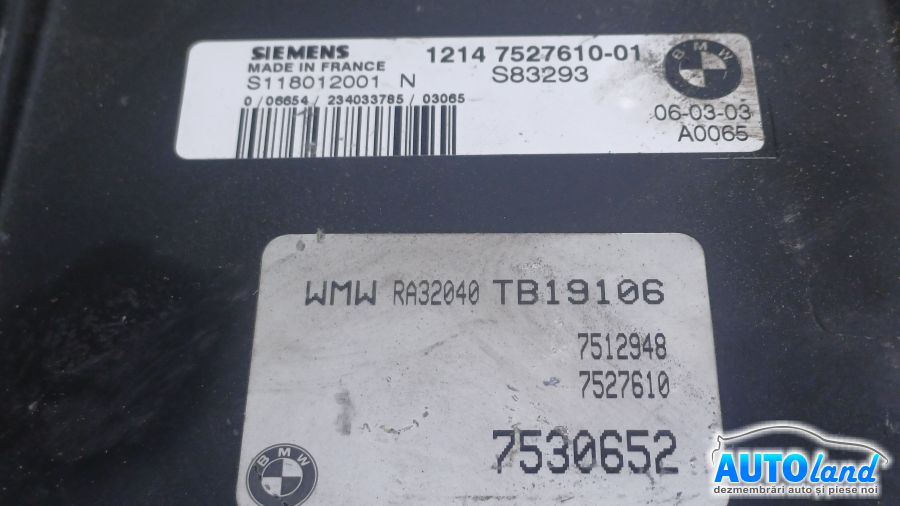 SIEMENS
MADE IN FRANCE
S118012001 N
0/06654/234033785/03065
1214 7527610-01
S83293
BMW
06-03-03
A0065
WMW RA32040 TB19106
7512948
7527610
7530652
BMW
AUTOland
dezmembrări auto și piese noi